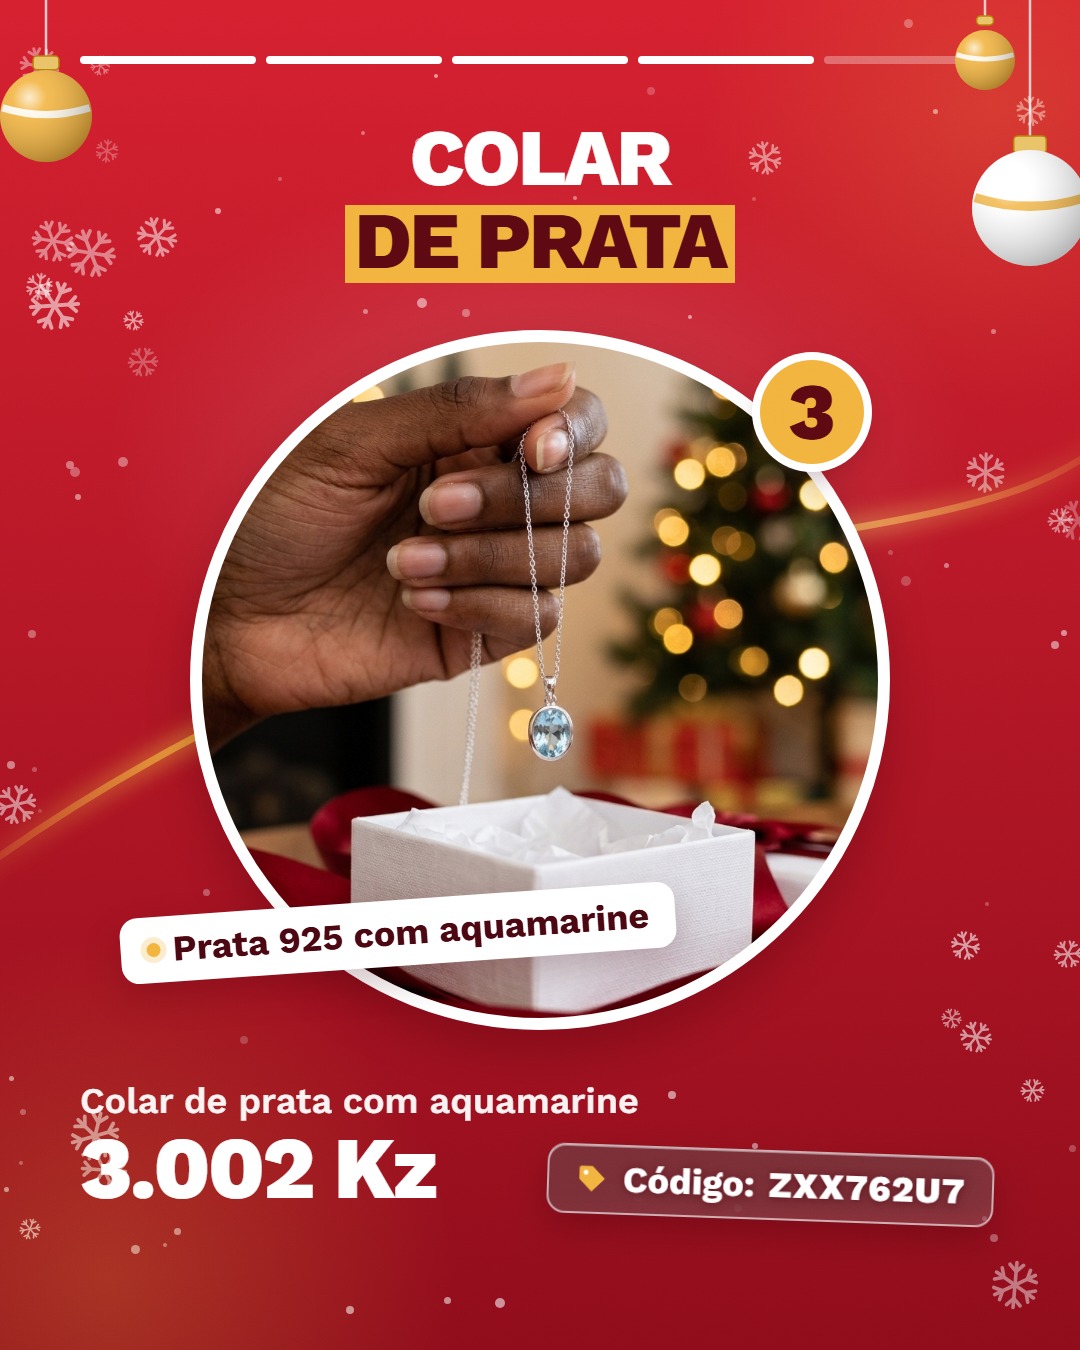 COLAR
DE PRATA
3
Prata 925 com aquamarine
Colar de prata com aquamarine
3.002 Kz
Código: ZXX762U7